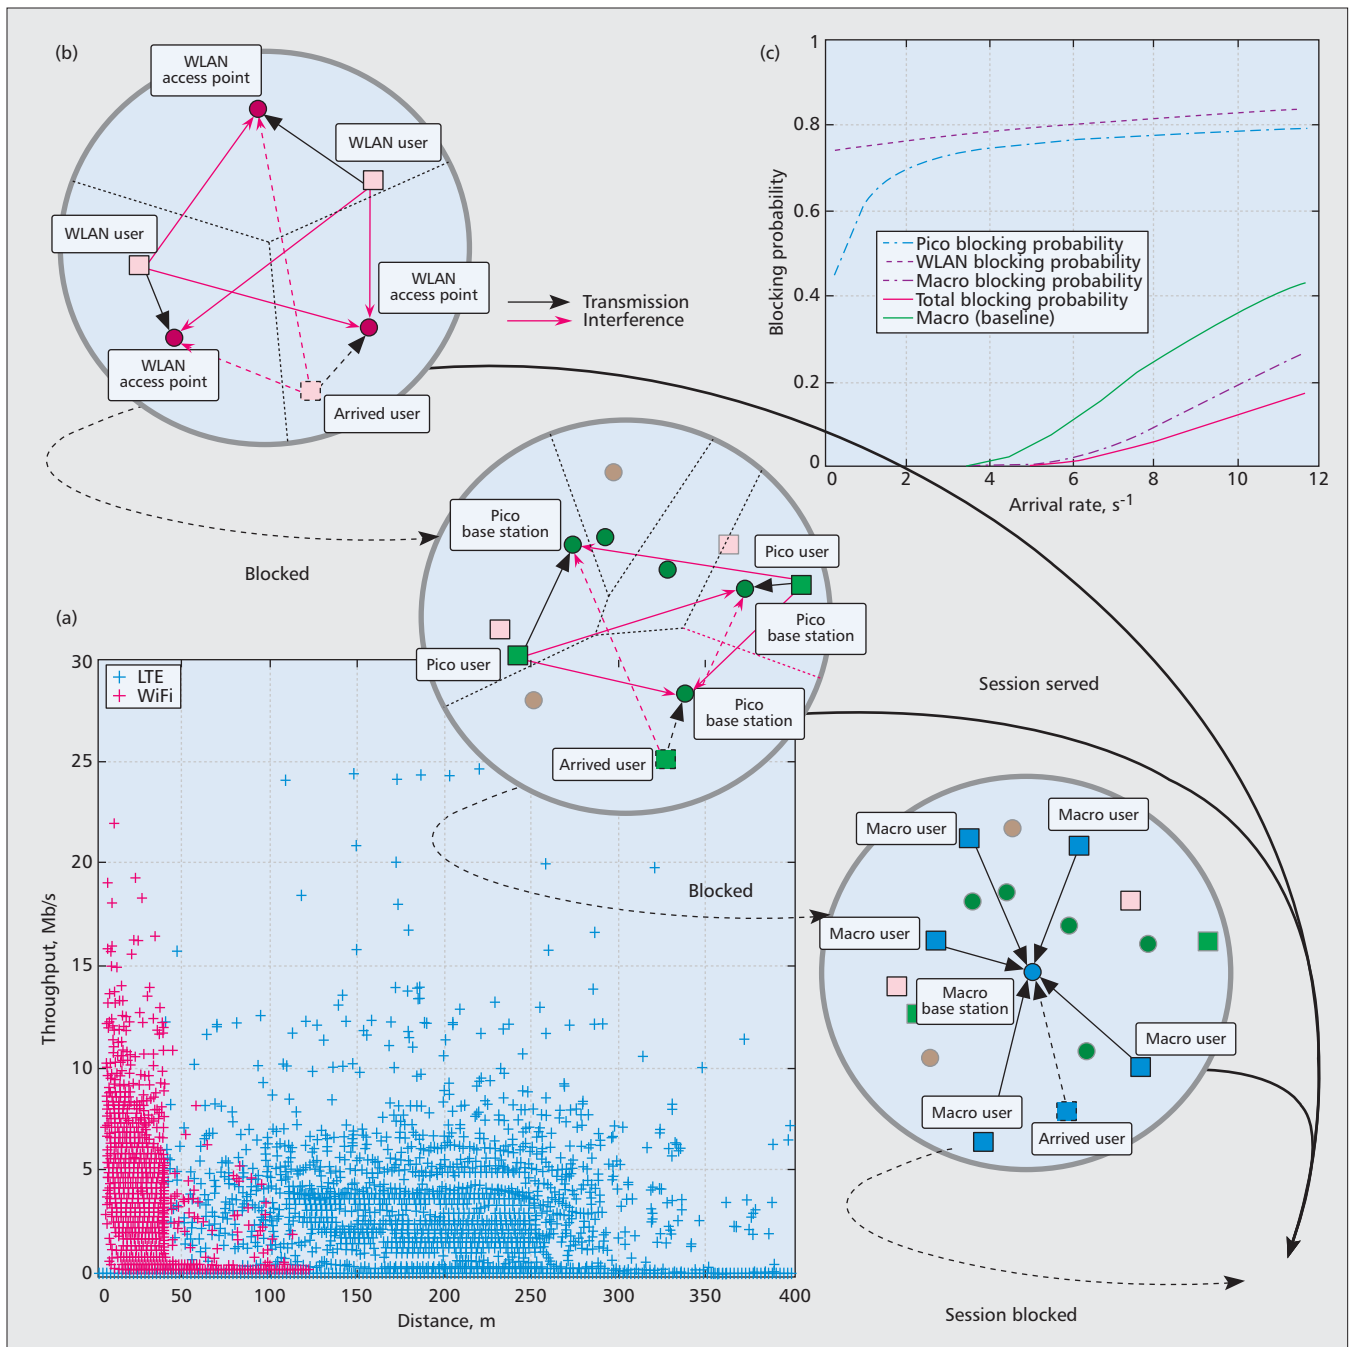 (b)
WLAN
access point
WLAN user
WLAN user
WLAN
access point
WLAN
access point
Arrived user
Transmission
Interference
(c)
Blocking probability
1
0.8
0.6
0.4
0.2
0
0
2
4
6
8
10
12
Arrival rate, s-1
Pico blocking probability
WLAN blocking probability
Macro blocking probability
Total blocking probability
Macro (baseline)
Blocked
Pico
base station
Pico user
Pico
base station
Pico user
Pico
base station
Arrived user
Session served
Blocked
(a)
LTE
WiFi
Throughput, Mb/s
30
25
20
15
10
5
0
0
50
100
150
200
250
300
350
400
Distance, m
Macro user
Macro user
Macro user
Macro
base station
Macro user
Macro user
Arrived user
Session blocked